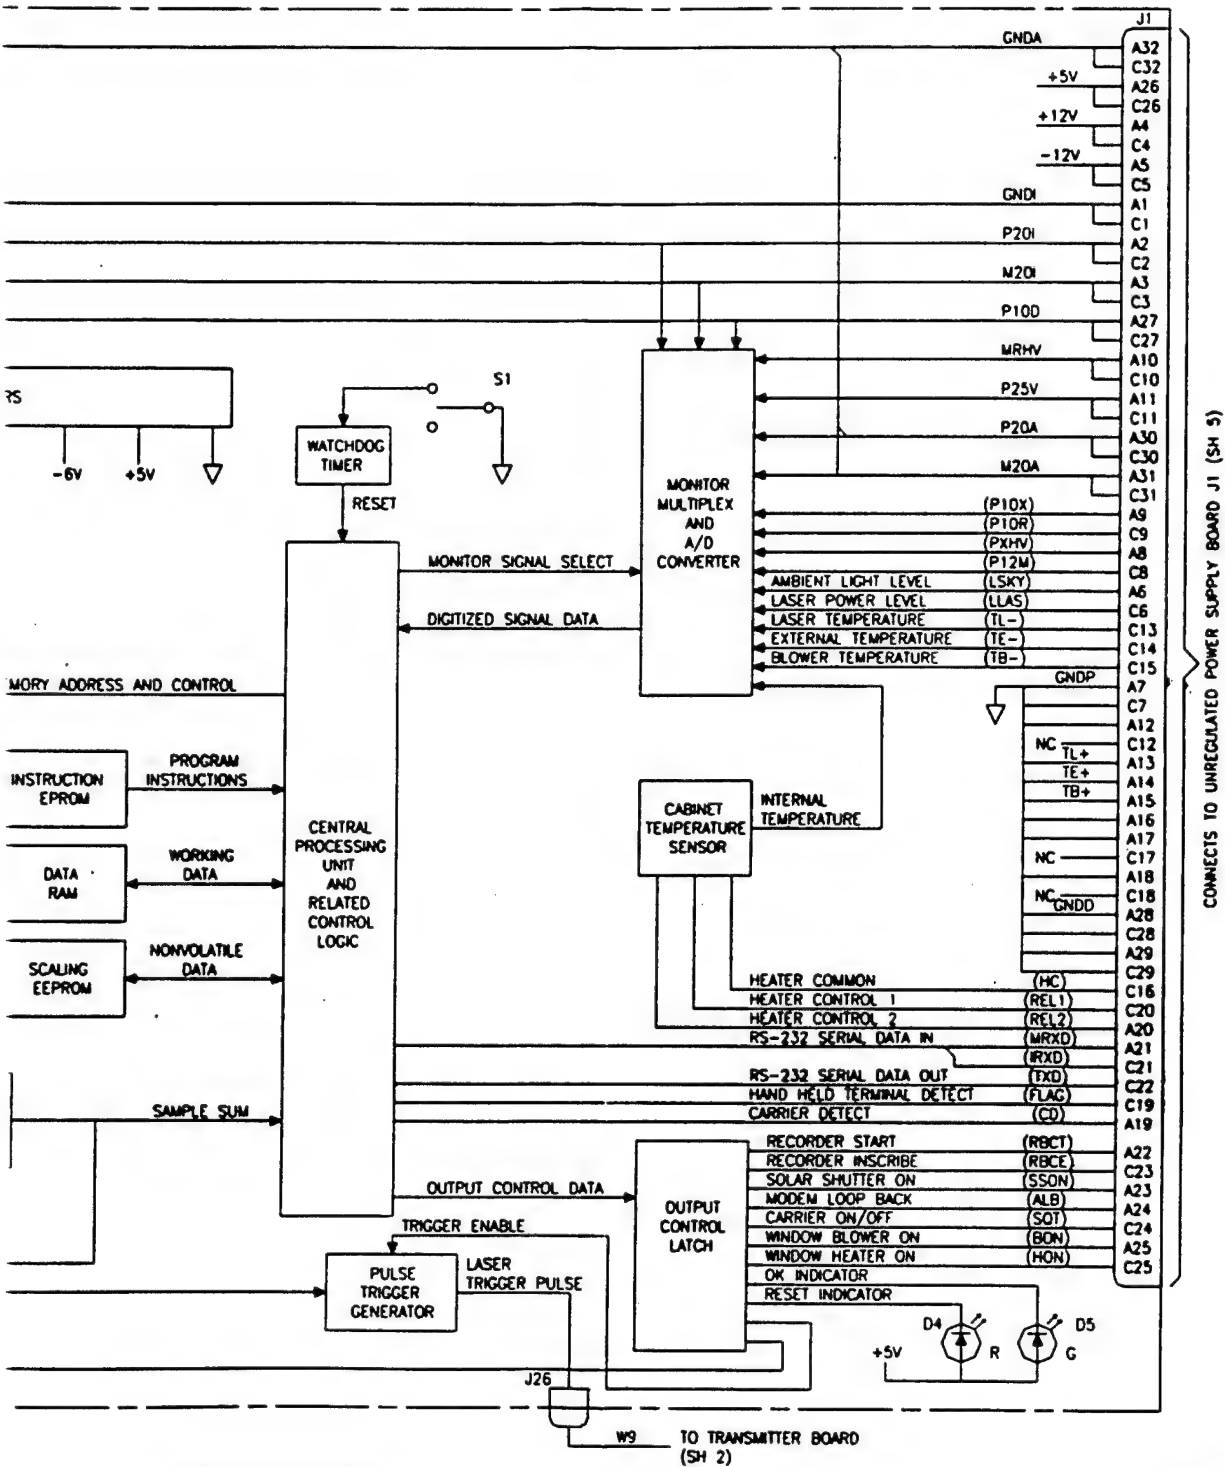 J1
GNDA
A32
C32
+5V
A26
C26
+12V
A4
C4
-12V
A5
C5
GNDI
A1
C1
P20I
A2
C2
M20I
A3
C3
P10D
A27
C27
MRHV
A10
C10
P25V
A11
C11
P20A
A30
C30
M20A
A31
C31
(P10X)
A9
(P10R)
C9
(PXHV)
A8
(P12M)
C8
AMBIENT LIGHT LEVEL (LSKY)
A6
LASER POWER LEVEL (LLAS)
C6
LASER TEMPERATURE (TL-)
C13
EXTERNAL TEMPERATURE (TE-)
C14
BLOWER TEMPERATURE (TB-)
C15
GNDP
A7
C7
A12
NC
C12
TL+
A13
TE+
A14
TB+
A15
A16
A17
NC
C17
A18
NC
C18
GNDD
A28
C28
A29
C29
HEATER COMMON (HC)
C16
HEATER CONTROL 1 (REL1)
C20
HEATER CONTROL 2 (REL2)
A20
RS-232 SERIAL DATA IN (MRXD)
A21
(IRXD)
C21
RS-232 SERIAL DATA OUT (TXD)
C22
HAND HELD TERMINAL DETECT (FLAG)
C19
CARRIER DETECT (CD)
A19
RECORDER START (RBCT)
A22
RECORDER INSCRIBE (RBCE)
C23
SOLAR SHUTTER ON (SSON)
A23
MODEM LOOP BACK (ALB)
A24
CARRIER ON/OFF (SOT)
C24
WINDOW BLOWER ON (BON)
A25
WINDOW HEATER ON (HON)
C25
OK INDICATOR
RESET INDICATOR
D4
R
D5
G
+5V
CONNECTS TO UNREGULATED POWER SUPPLY BOARD J1 (SH 5)
RS
-6V
+5V
S1
WATCHDOG
TIMER
RESET
MONITOR
MULTIPLEX
AND
A/D
CONVERTER
MONITOR SIGNAL SELECT
DIGITIZED SIGNAL DATA
MORY ADDRESS AND CONTROL
INSTRUCTION
EPROM
PROGRAM
INSTRUCTIONS
DATA
RAM
WORKING
DATA
SCALING
EEPROM
NONVOLATILE
DATA
CENTRAL
PROCESSING
UNIT
AND
RELATED
CONTROL
LOGIC
CABINET
TEMPERATURE
SENSOR
INTERNAL
TEMPERATURE
SAMPLE SUM
OUTPUT CONTROL DATA
OUTPUT
CONTROL
LATCH
TRIGGER ENABLE
PULSE
TRIGGER
GENERATOR
LASER
TRIGGER PULSE
J26
W9
TO TRANSMITTER BOARD
(SH 2)